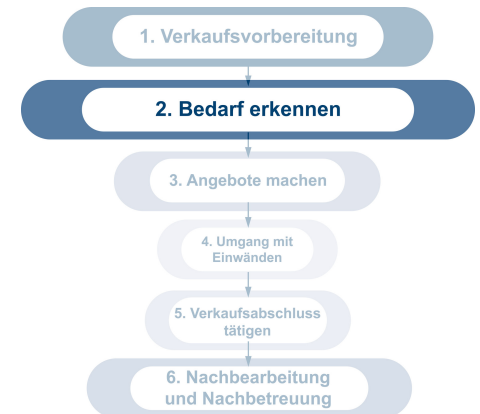 1. Verkaufsvorbereitung
2. Bedarf erkennen
3. Angebote machen
4. Umgang mit
Einwänden
5. Verkaufsabschluss
tätigen
6. Nachbearbeitung
und Nachbetreuung